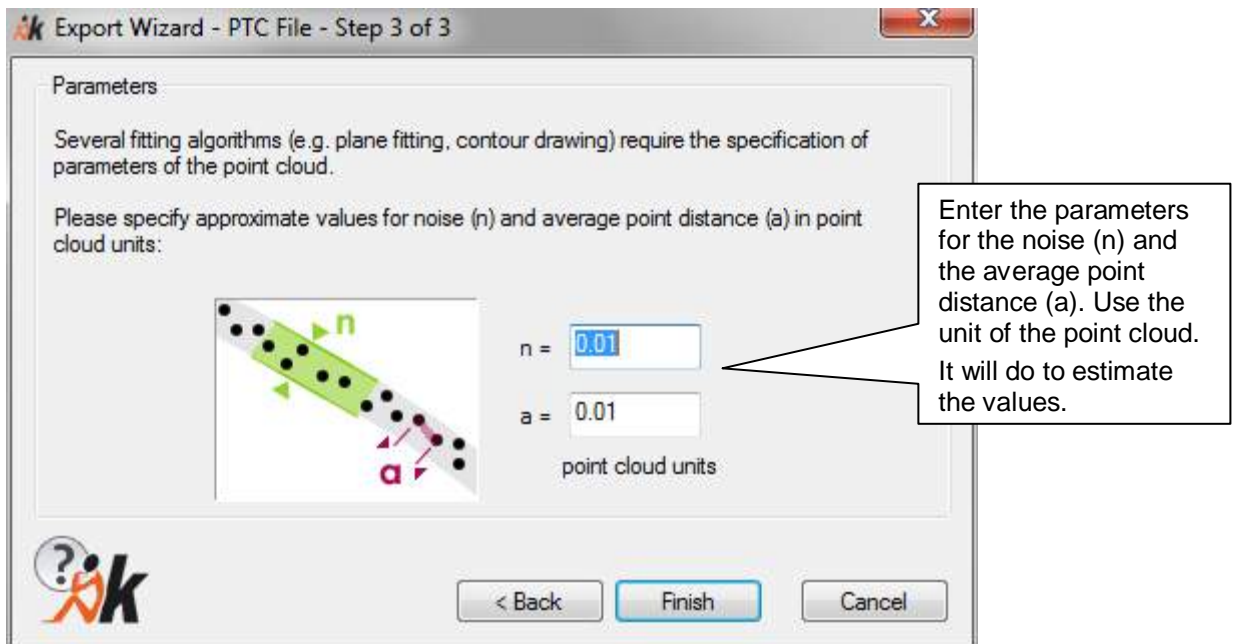 Export Wizard - PTC File - Step 3 of 3
Parameters
Several fitting algorithms (e.g. plane fitting, contour drawing) require the specification of
parameters of the point cloud.
Please specify approximate values for noise (n) and average point distance (a) in point
cloud units:
n
a
n = 0.01
a = 0.01
point cloud units
Enter the parameters
for the noise (n) and
the average point
distance (a). Use the
unit of the point cloud.
It will do to estimate
the values.
?
k
< Back
Finish
Cancel